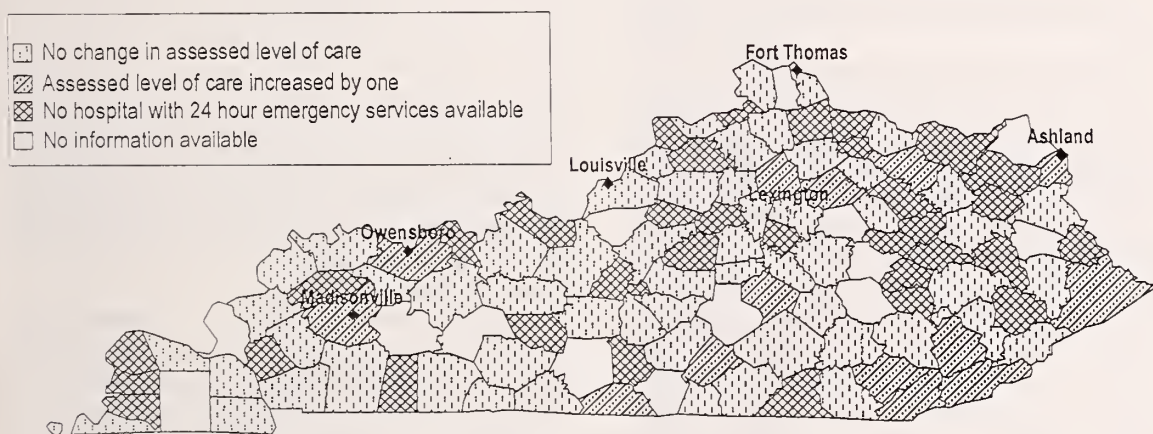 No change in assessed level of care
Assessed level of care increased by one
No hospital with 24 hour emergency services available
No information available
Fort Thomas
Ashland
Louisville
Lexington
Owensboro
Madisonville